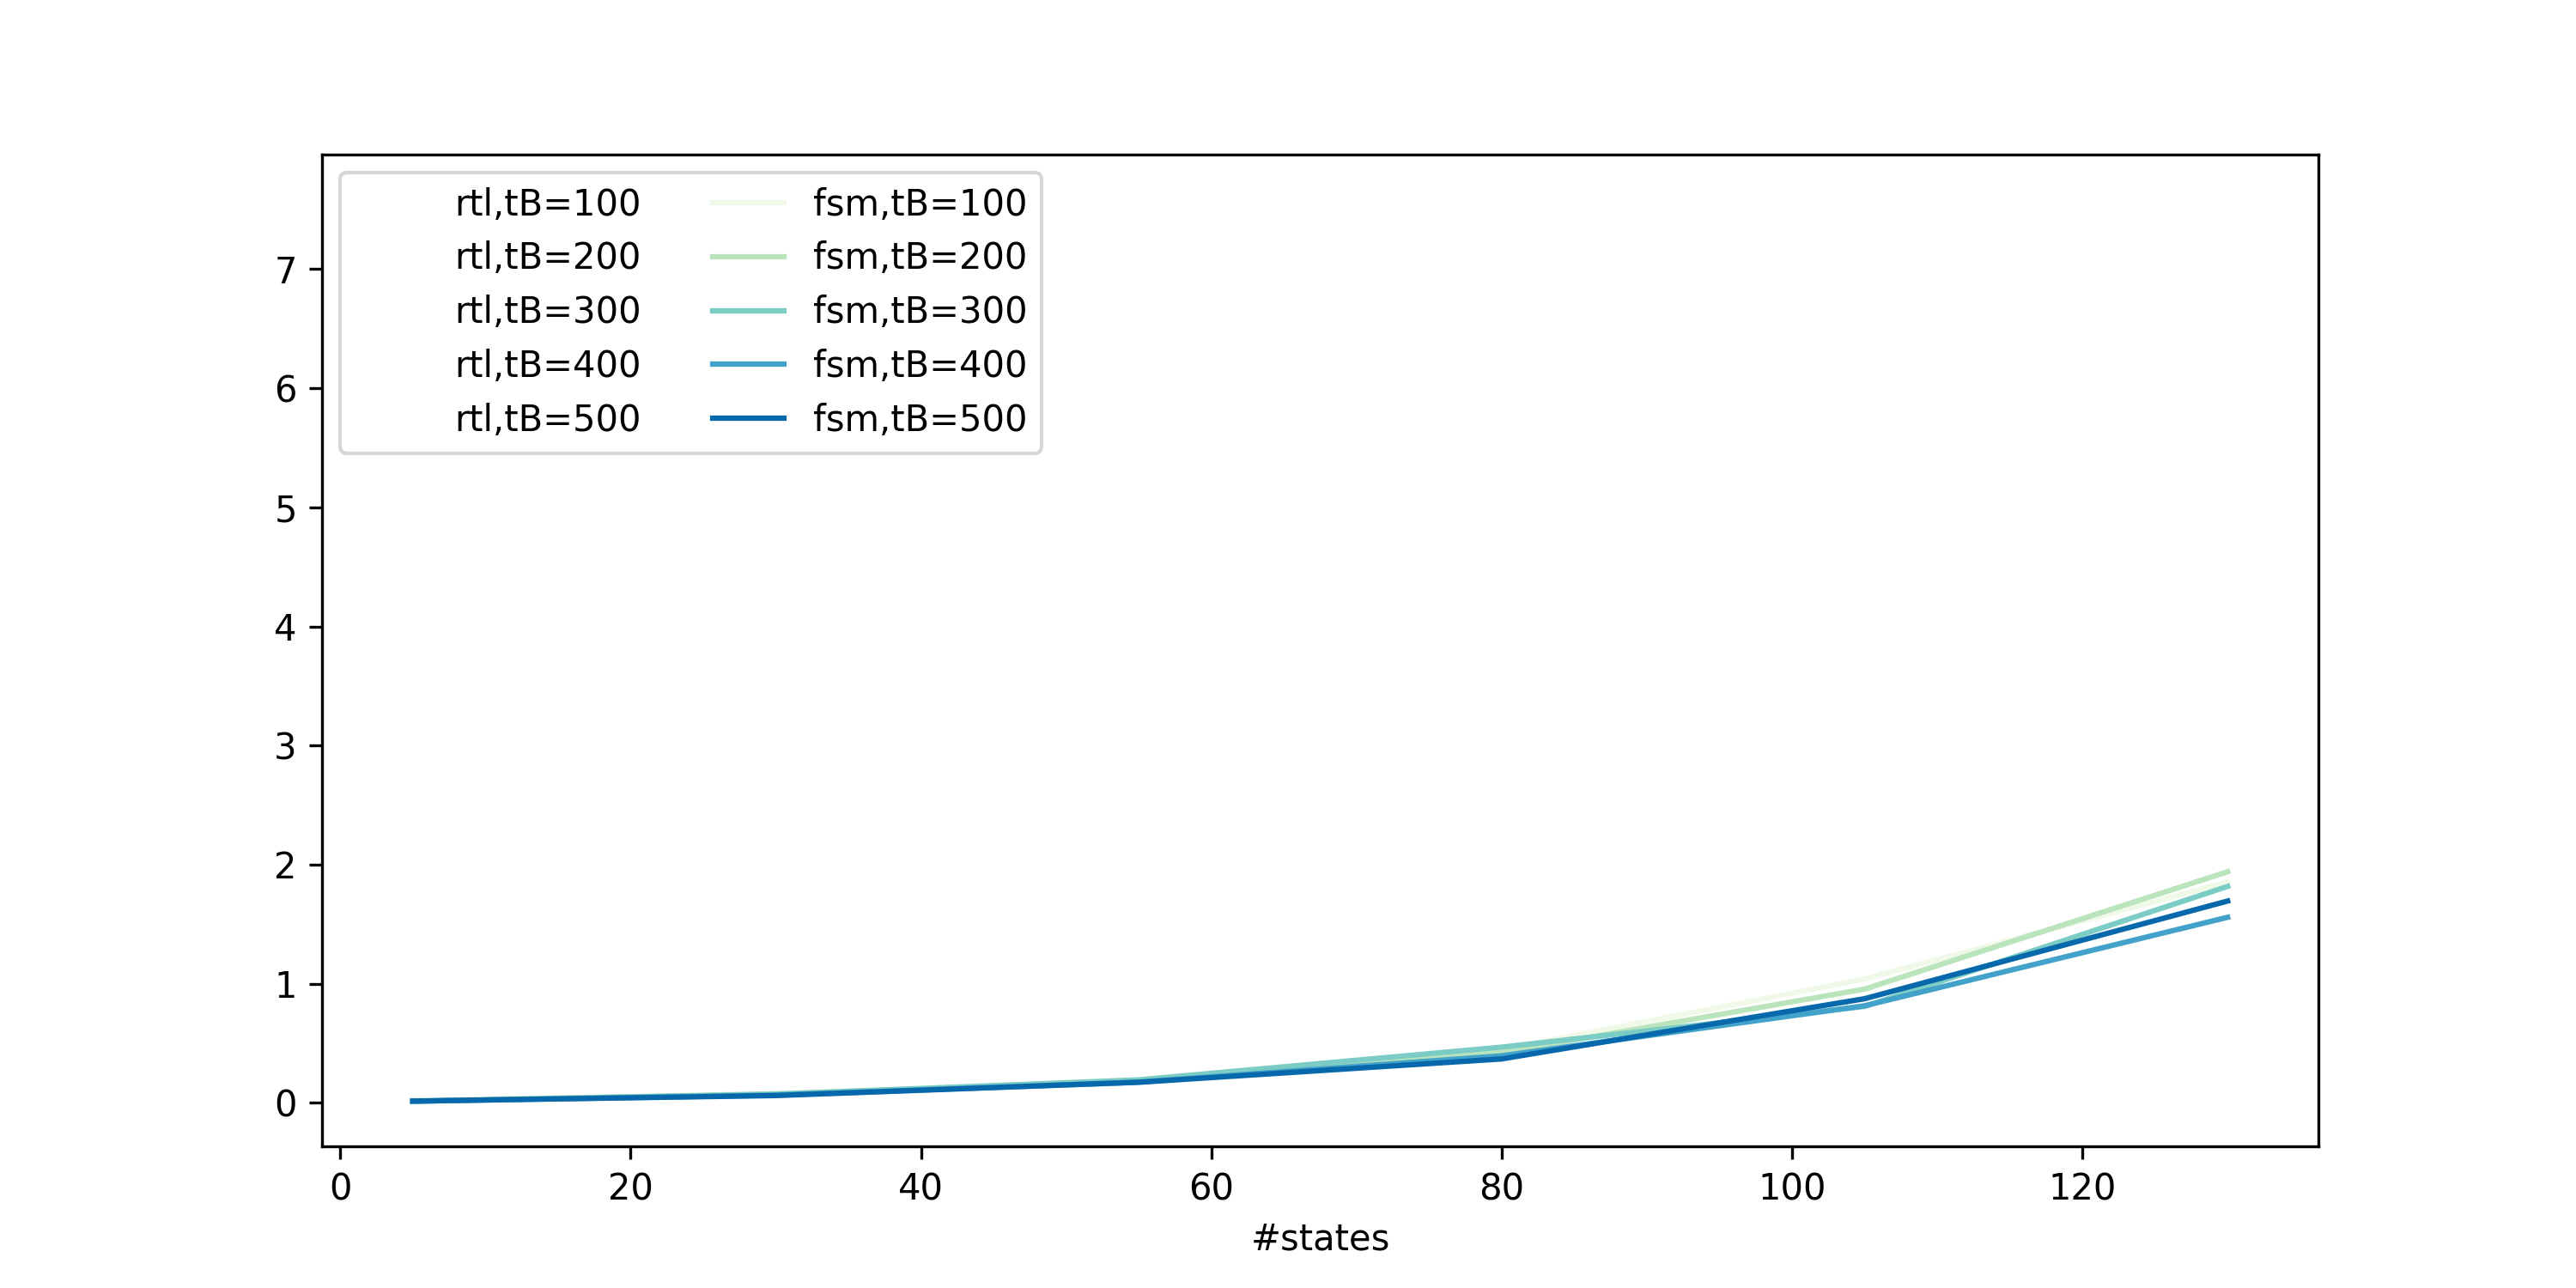 rtl,tB=100
rtl,tB=200
rtl,tB=300
rtl,tB=400
rtl,tB=500
fsm,tB=100
fsm,tB=200
fsm,tB=300
fsm,tB=400
fsm,tB=500
7
6
5
4
3
2
1
0
0 20 40 60 80 100 120
#states